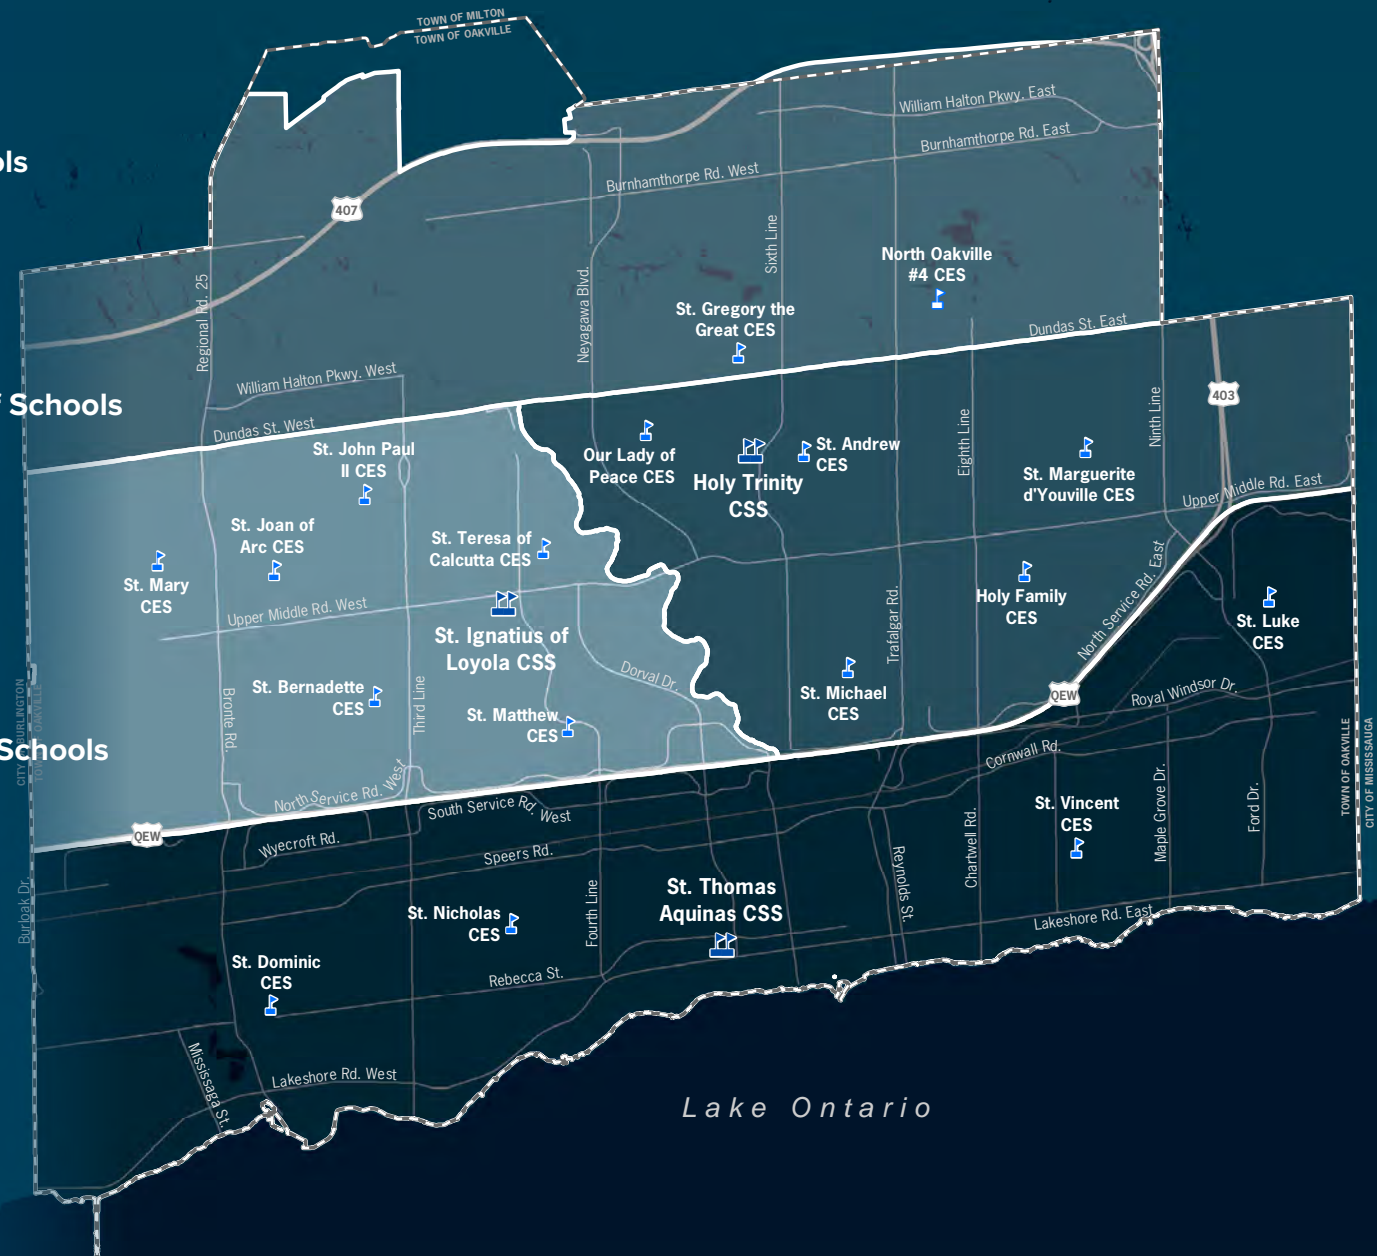 TOWN OF MILTON
TOWN OF OAKVILLE
William Halton Pkwy. East
Burnhamthorpe Rd. East
ols
Burnhamthorpe Rd. West
407
Sixth Line
North Oakville
#4 CES
Regional Rd. 25
Neyagawa Blvd.
St. Gregory the
Great CES
Dundas St. East
William Halton Pkwy. West
403
Schools
Dundas St. West
Ninth Line
Eighth Line
St. John Paul
II CES
Our Lady of
Peace CES
Holy Trinity
CSS
St. Andrew
CES
St. Marguerite
d'Youville CES
Upper Middle Rd. East
St. Joan of
Arc CES
St. Teresa of
Calcutta CES
St. Mary
CES
Upper Middle Rd. West
Holy Family
CES
North Service Rd. East
St. Luke
CES
Trafalgar Rd.
St. Ignatius of
Loyola CSS
Dorval Dr.
St. Bernadette
CES
St. Michael
CES
QEW
Royal Windsor Dr.
Bronte Rd.
Third Line
St. Matthew
CES
CITY OF BURLINGTON
TOWN OF OAKVILLE
Schools
Cornwall Rd.
TOWN OF OAKVILLE
CITY OF MISSISSAUGA
North Service Rd. West
South Service Rd. West
St. Vincent
CES
Maple Grove Dr.
Ford Dr.
QEW
Wyecroft Rd.
Speers Rd.
Chartwell Rd.
Reynolds St.
Burloak Dr.
St. Thomas
Aquinas CSS
St. Nicholas
CES
Fourth Line
Lakeshore Rd. East
St. Dominic
CES
Rebecca St.
Mississaga St.
Lakeshore Rd. West
Lake Ontario